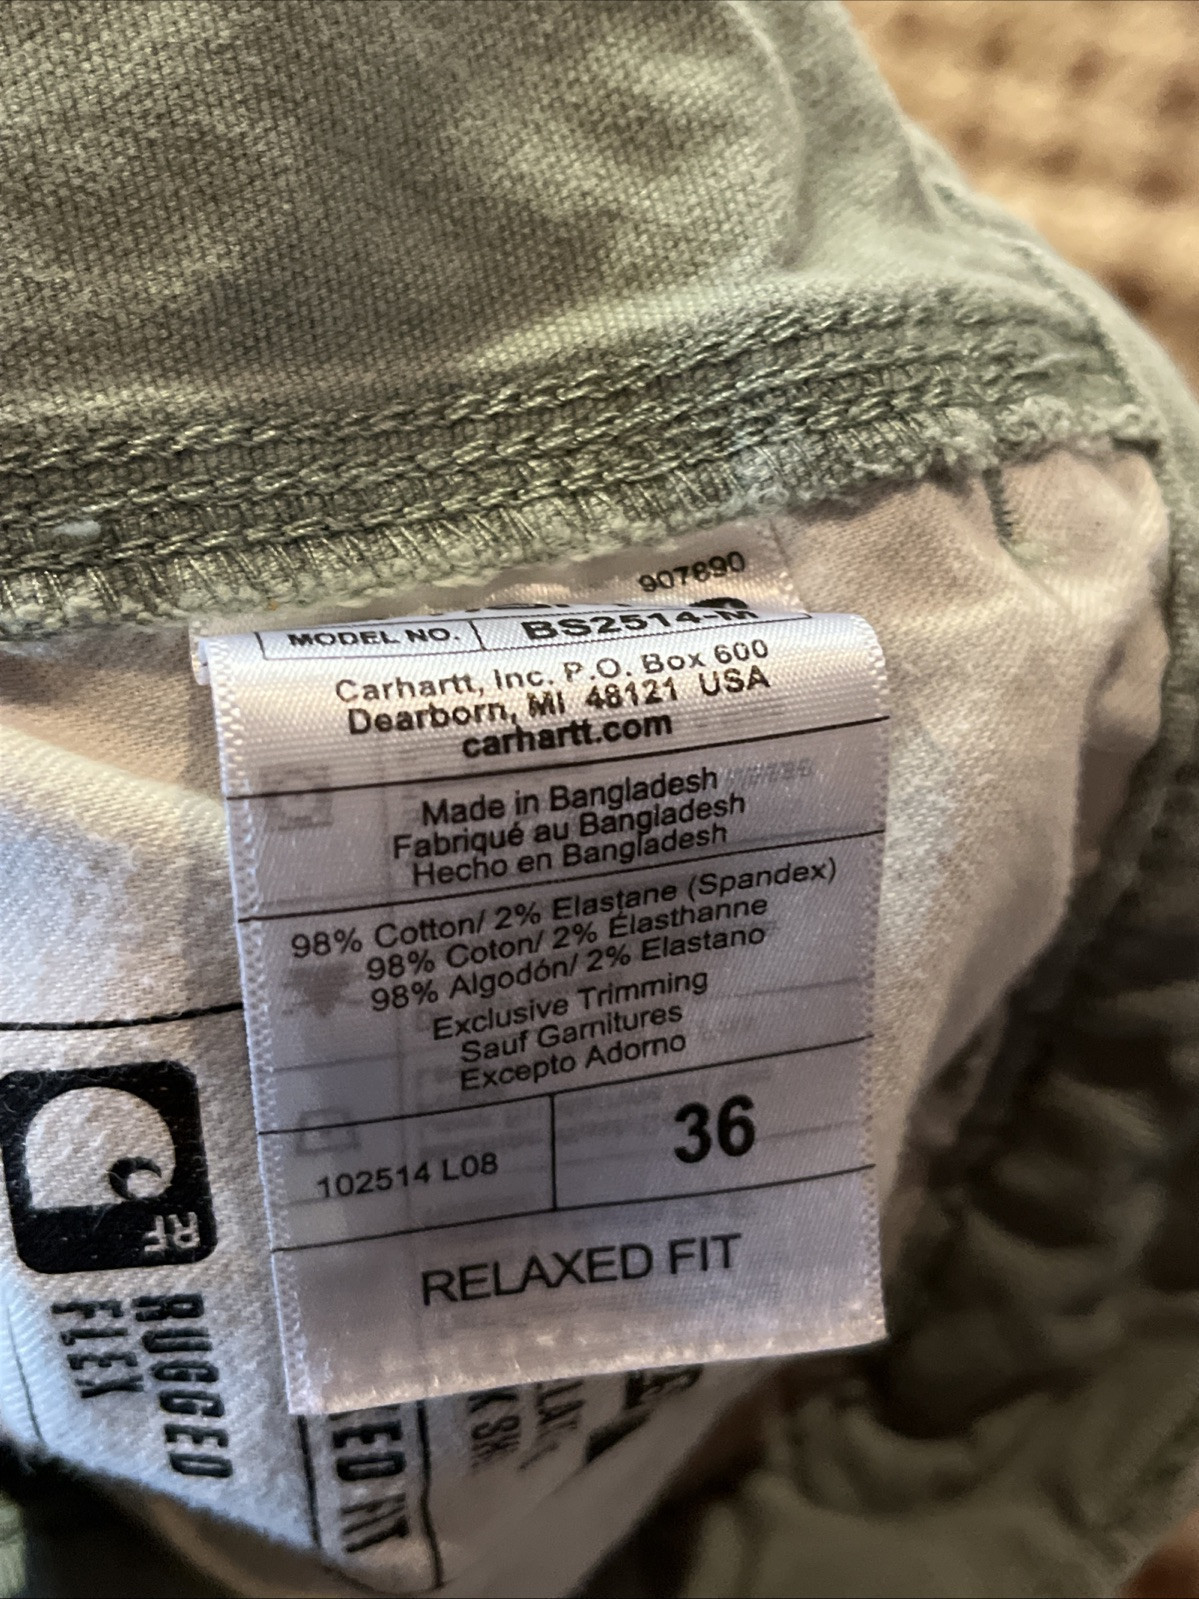 907890
MODEL NO. BS2514-M
Carhartt, Inc. P.O. Box 600
Dearborn, MI 48121 USA
carhartt.com
Made in Bangladesh
Fabriqué au Bangladesh
Hecho en Bangladesh
98% Cotton/ 2% Elastane (Spandex)
98% Coton/ 2% Élasthanne
98% Algodón/ 2% Elastano
Exclusive Trimming
Sauf Garnitures
Excepto Adorno
102514 L08
36
RELAXED FIT
RF
RUGGED
FLEX
FIT